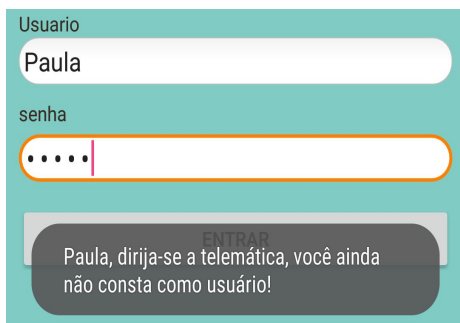 Usuario
Paula
senha
•••••
ENTRAR
Paula, dirija-se a telemática, você ainda
não consta como usuário!